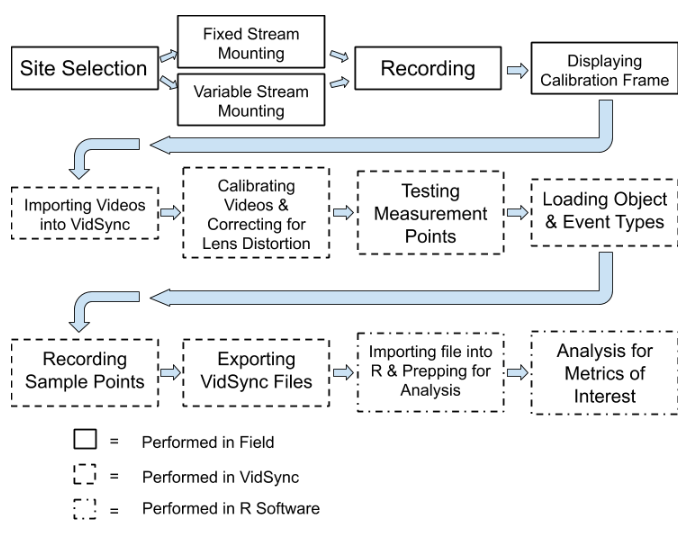 Site Selection
Fixed Stream
Mounting
Variable Stream
Mounting
Recording
Displaying
Calibration Frame
Importing Videos
into VidSync
Calibrating
Videos &
Correcting for
Lens Distortion
Testing
Measurement
Points
Loading Object
& Event Types
Recording
Sample Points
Exporting
VidSync Files
Importing file into
R & Prepping for
Analysis
Analysis for
Metrics of
Interest
= Performed in Field
= Performed in VidSync
= Performed in R Software